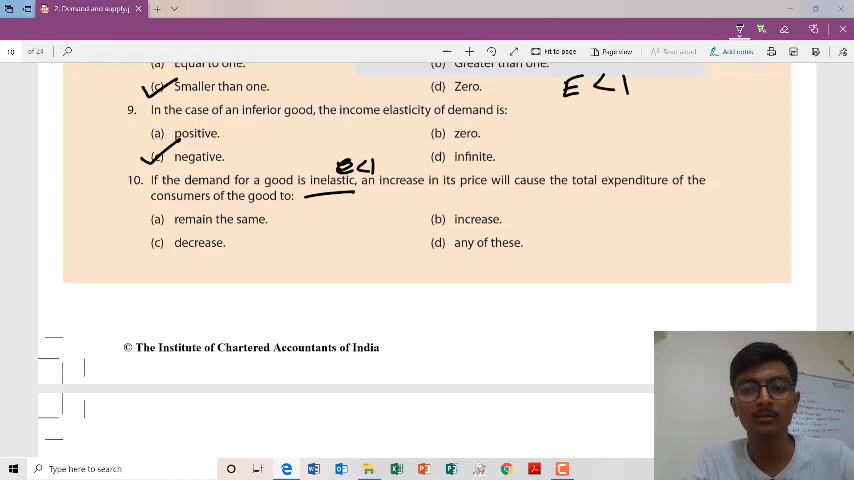 2. Demand and supply.p
10 of 24
Fit to page
Page view
Read aloud
Add notes
(a) Equal to one.
(b) Greater than one.
(c) Smaller than one.
(d) Zero.
E < 1
9. In the case of an inferior good, the income elasticity of demand is:
(a) positive.
(b) zero.
(c) negative.
(d) infinite.
e<1
10. If the demand for a good is inelastic, an increase in its price will cause the total expenditure of the
consumers of the good to:
(a) remain the same.
(b) increase.
(c) decrease.
(d) any of these.
© The Institute of Chartered Accountants of India
Type here to search